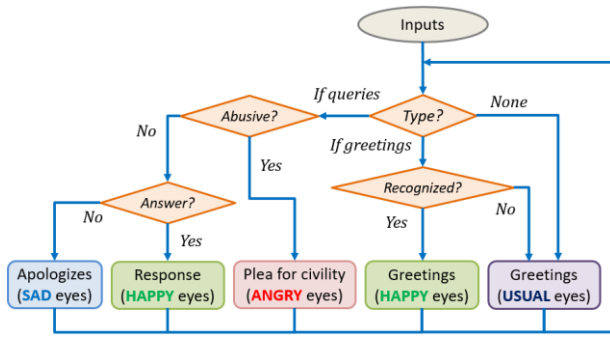 Inputs
If queries
None
Abusive?
Type?
No
Yes
If greetings
Answer?
Recognized?
No
Yes
Yes
No
Apologizes
(SAD eyes)
Response
(HAPPY eyes)
Plea for civility
(ANGRY eyes)
Greetings
(HAPPY eyes)
Greetings
(USUAL eyes)